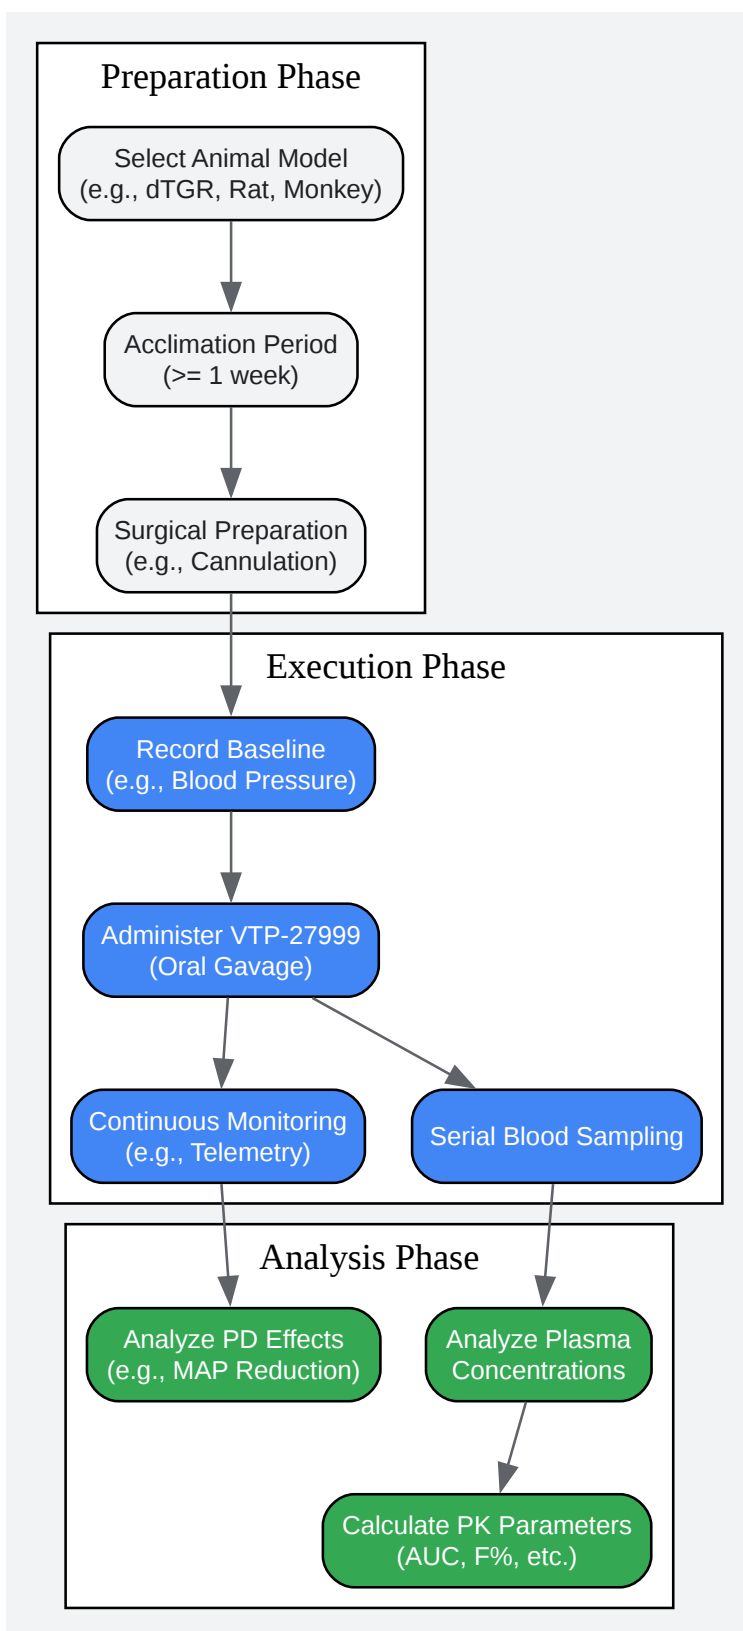 Preparation Phase
Select Animal Model
(e.g., dTGR, Rat, Monkey)
Acclimation Period
(>= 1 week)
Surgical Preparation
(e.g., Cannulation)
Execution Phase
Record Baseline
(e.g., Blood Pressure)
Administer VTP-27999
(Oral Gavage)
Continuous Monitoring
(e.g., Telemetry)
Serial Blood Sampling
Analysis Phase
Analyze PD Effects
(e.g., MAP Reduction)
Analyze Plasma
Concentrations
Calculate PK Parameters
(AUC, F%, etc.)